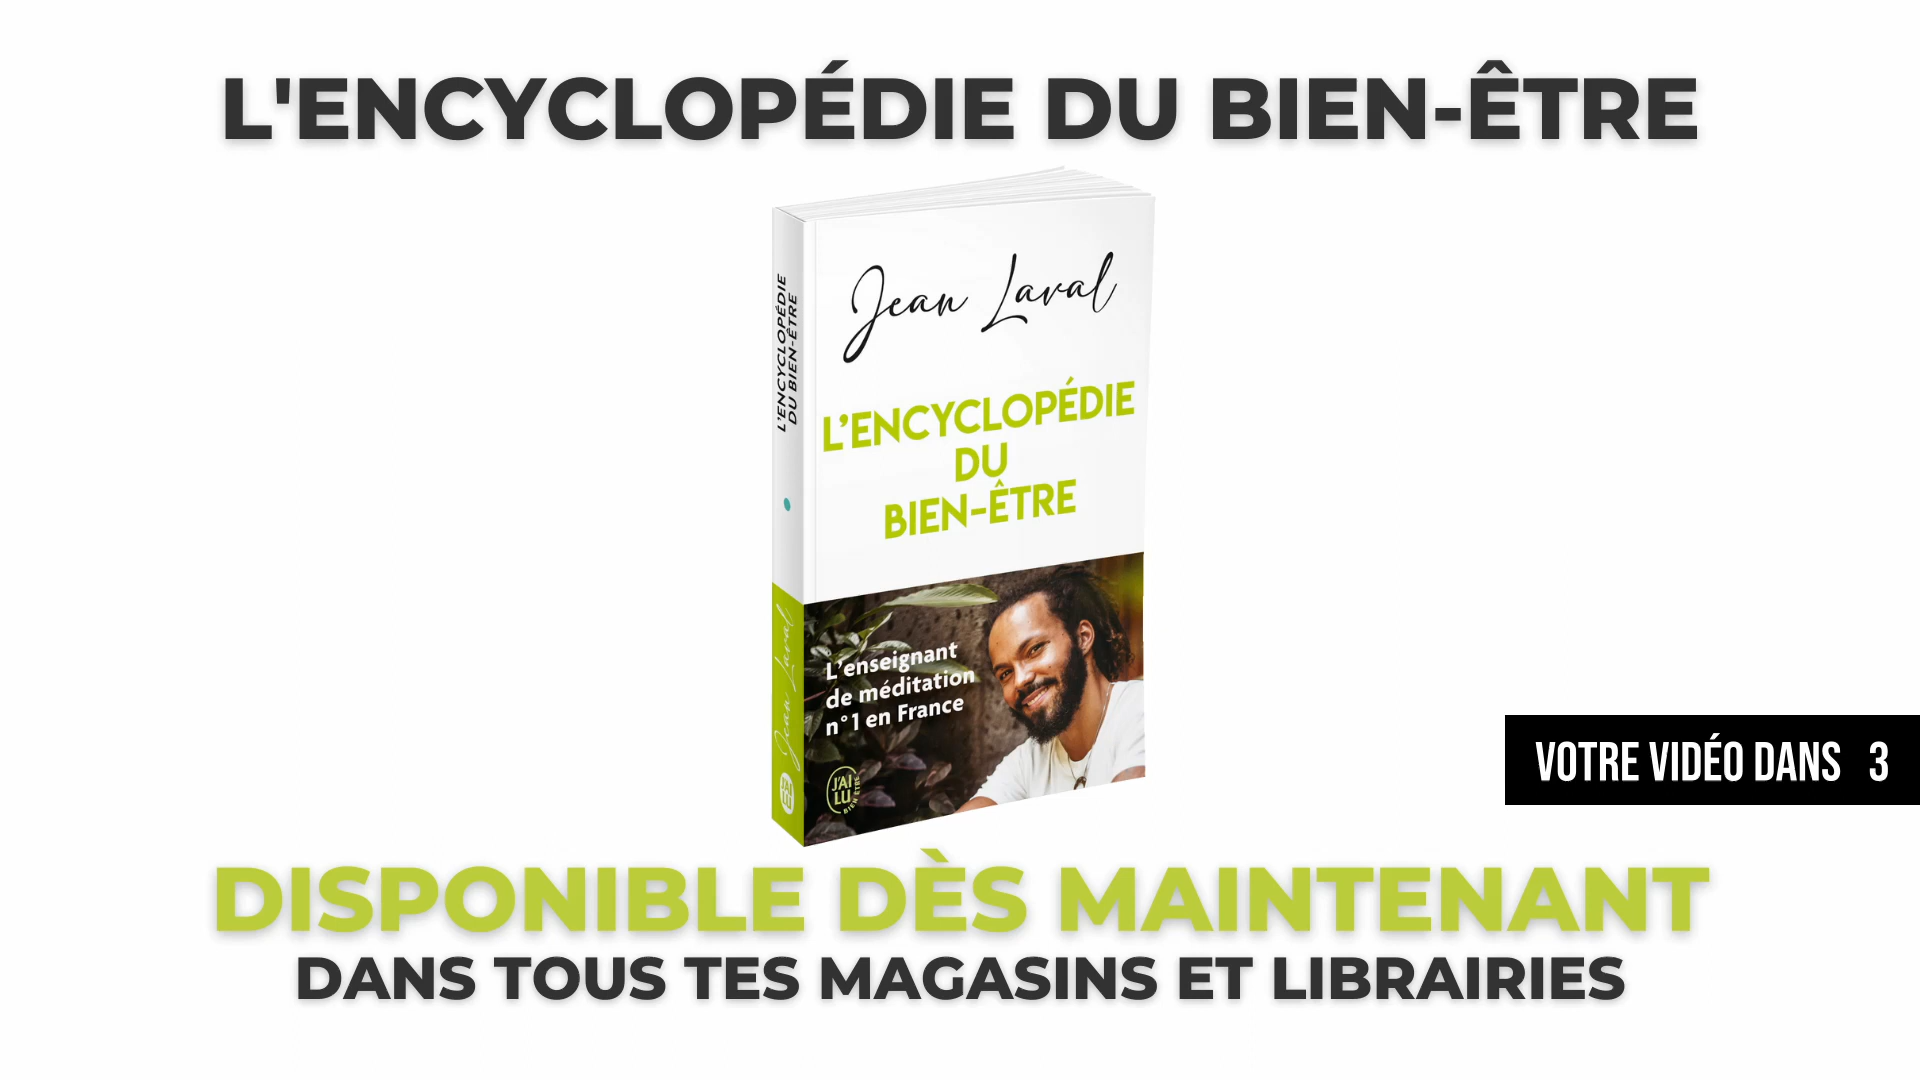 L'ENCYCLOPÉDIE DU BIEN-ÊTRE
Jean Laval
L'ENCYCLOPÉDIE
DU BIEN-ÊTRE
L'ENCYCLOPÉDIE
DU
BIEN-ÊTRE
L'enseignant
de méditation
n°1 en France
Jean Laval
J'AI
LU
BIEN ÊTRE
J'AI
LU
VOTRE VIDÉO DANS 3
DISPONIBLE DÈS MAINTENANT
DANS TOUS TES MAGASINS ET LIBRAIRIES